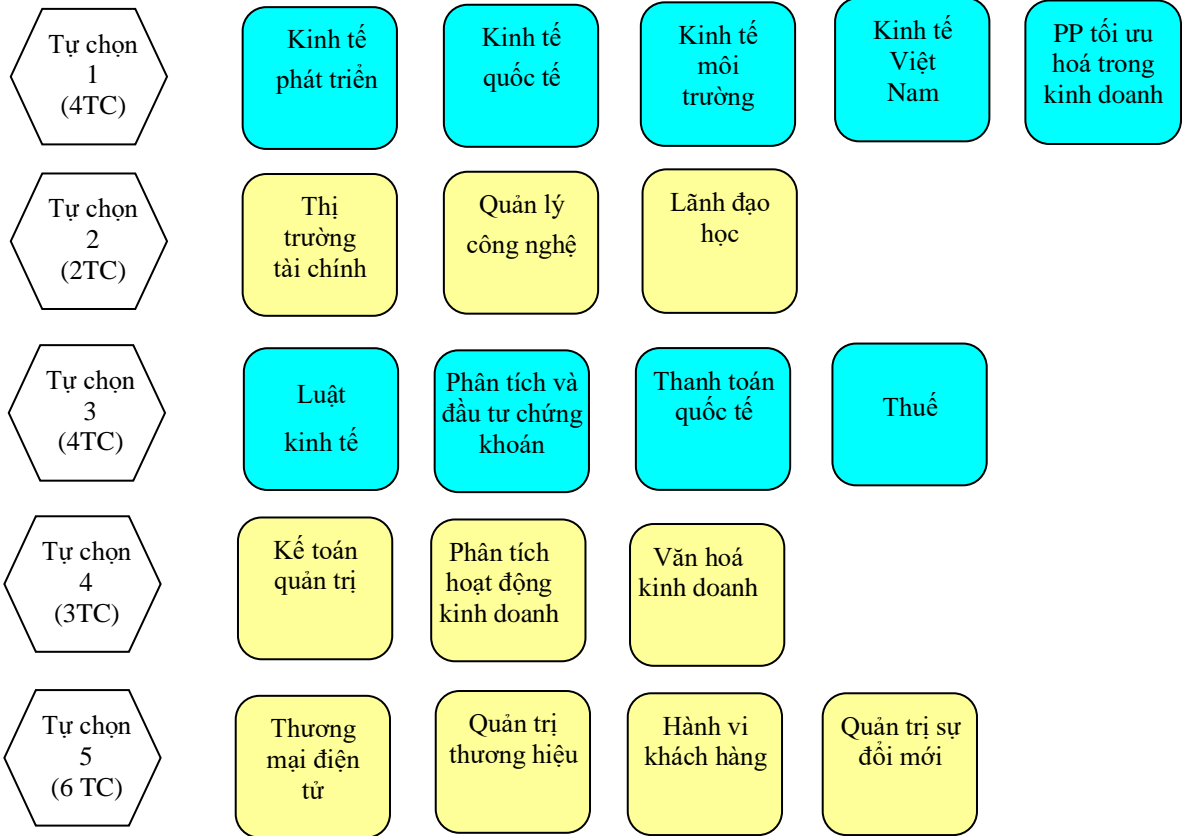 Tự chọn
1
(4TC)
Kinh tế
phát triển
Kinh tế
quốc tế
Kinh tế
môi
trường
Kinh tế
Việt
Nam
PP tối ưu
hoá trong
kinh doanh
Tự chọn
2
(2TC)
Thị
trường
tài chính
Quản lý
công nghệ
Lãnh đạo
học
Tự chọn
3
(4TC)
Luật
kinh tế
Phân tích và
đầu tư chứng
khoán
Thanh toán
quốc tế
Thuế
Tự chọn
4
(3TC)
Kế toán
quản trị
Phân tích
hoạt động
kinh doanh
Văn hoá
kinh doanh
Tự chọn
5
(6 TC)
Thương
mại điện
tử
Quản trị
thương hiệu
Hành vi
khách hàng
Quản trị sự
đổi mới